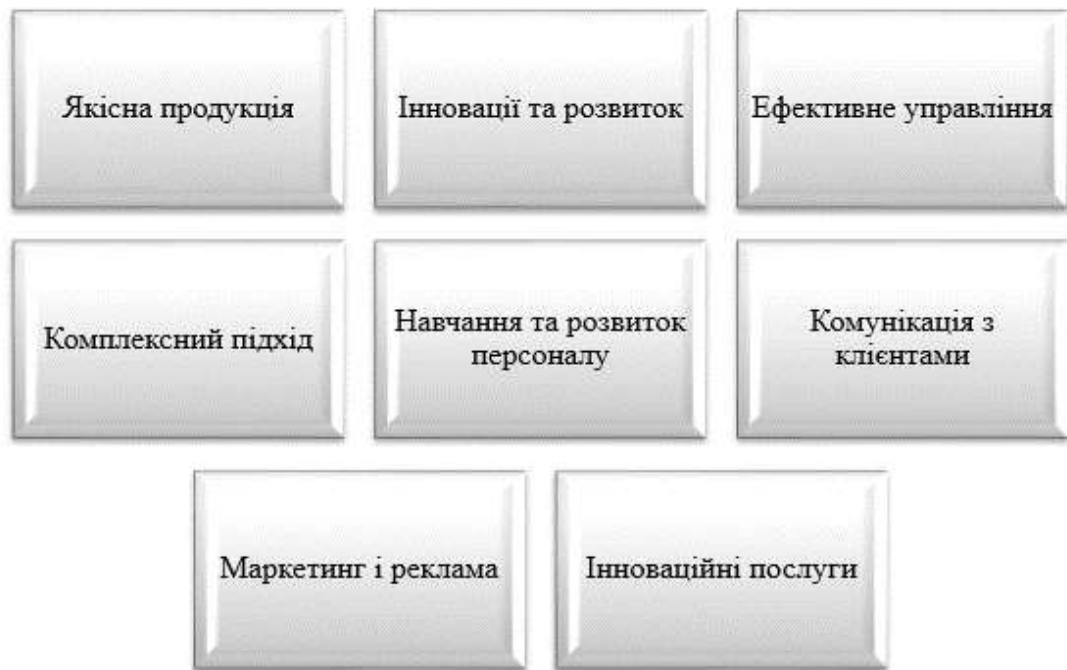 Якісна продукція
Інновації та розвиток
Ефективне управління
Комплексний підхід
Навчання та розвиток
персоналу
Комунікація з
клієнтами
Маркетинг і реклама
Інноваційні послуги